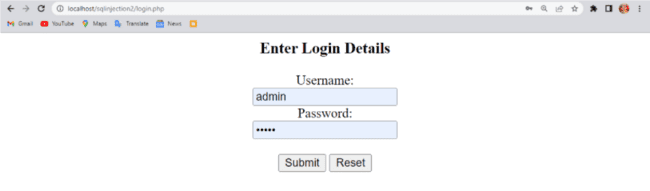 localhost/sqlinjection2/login.php
Gmail YouTube Maps Translate News
Enter Login Details
Username:
admin
Password:
•••••
Submit Reset